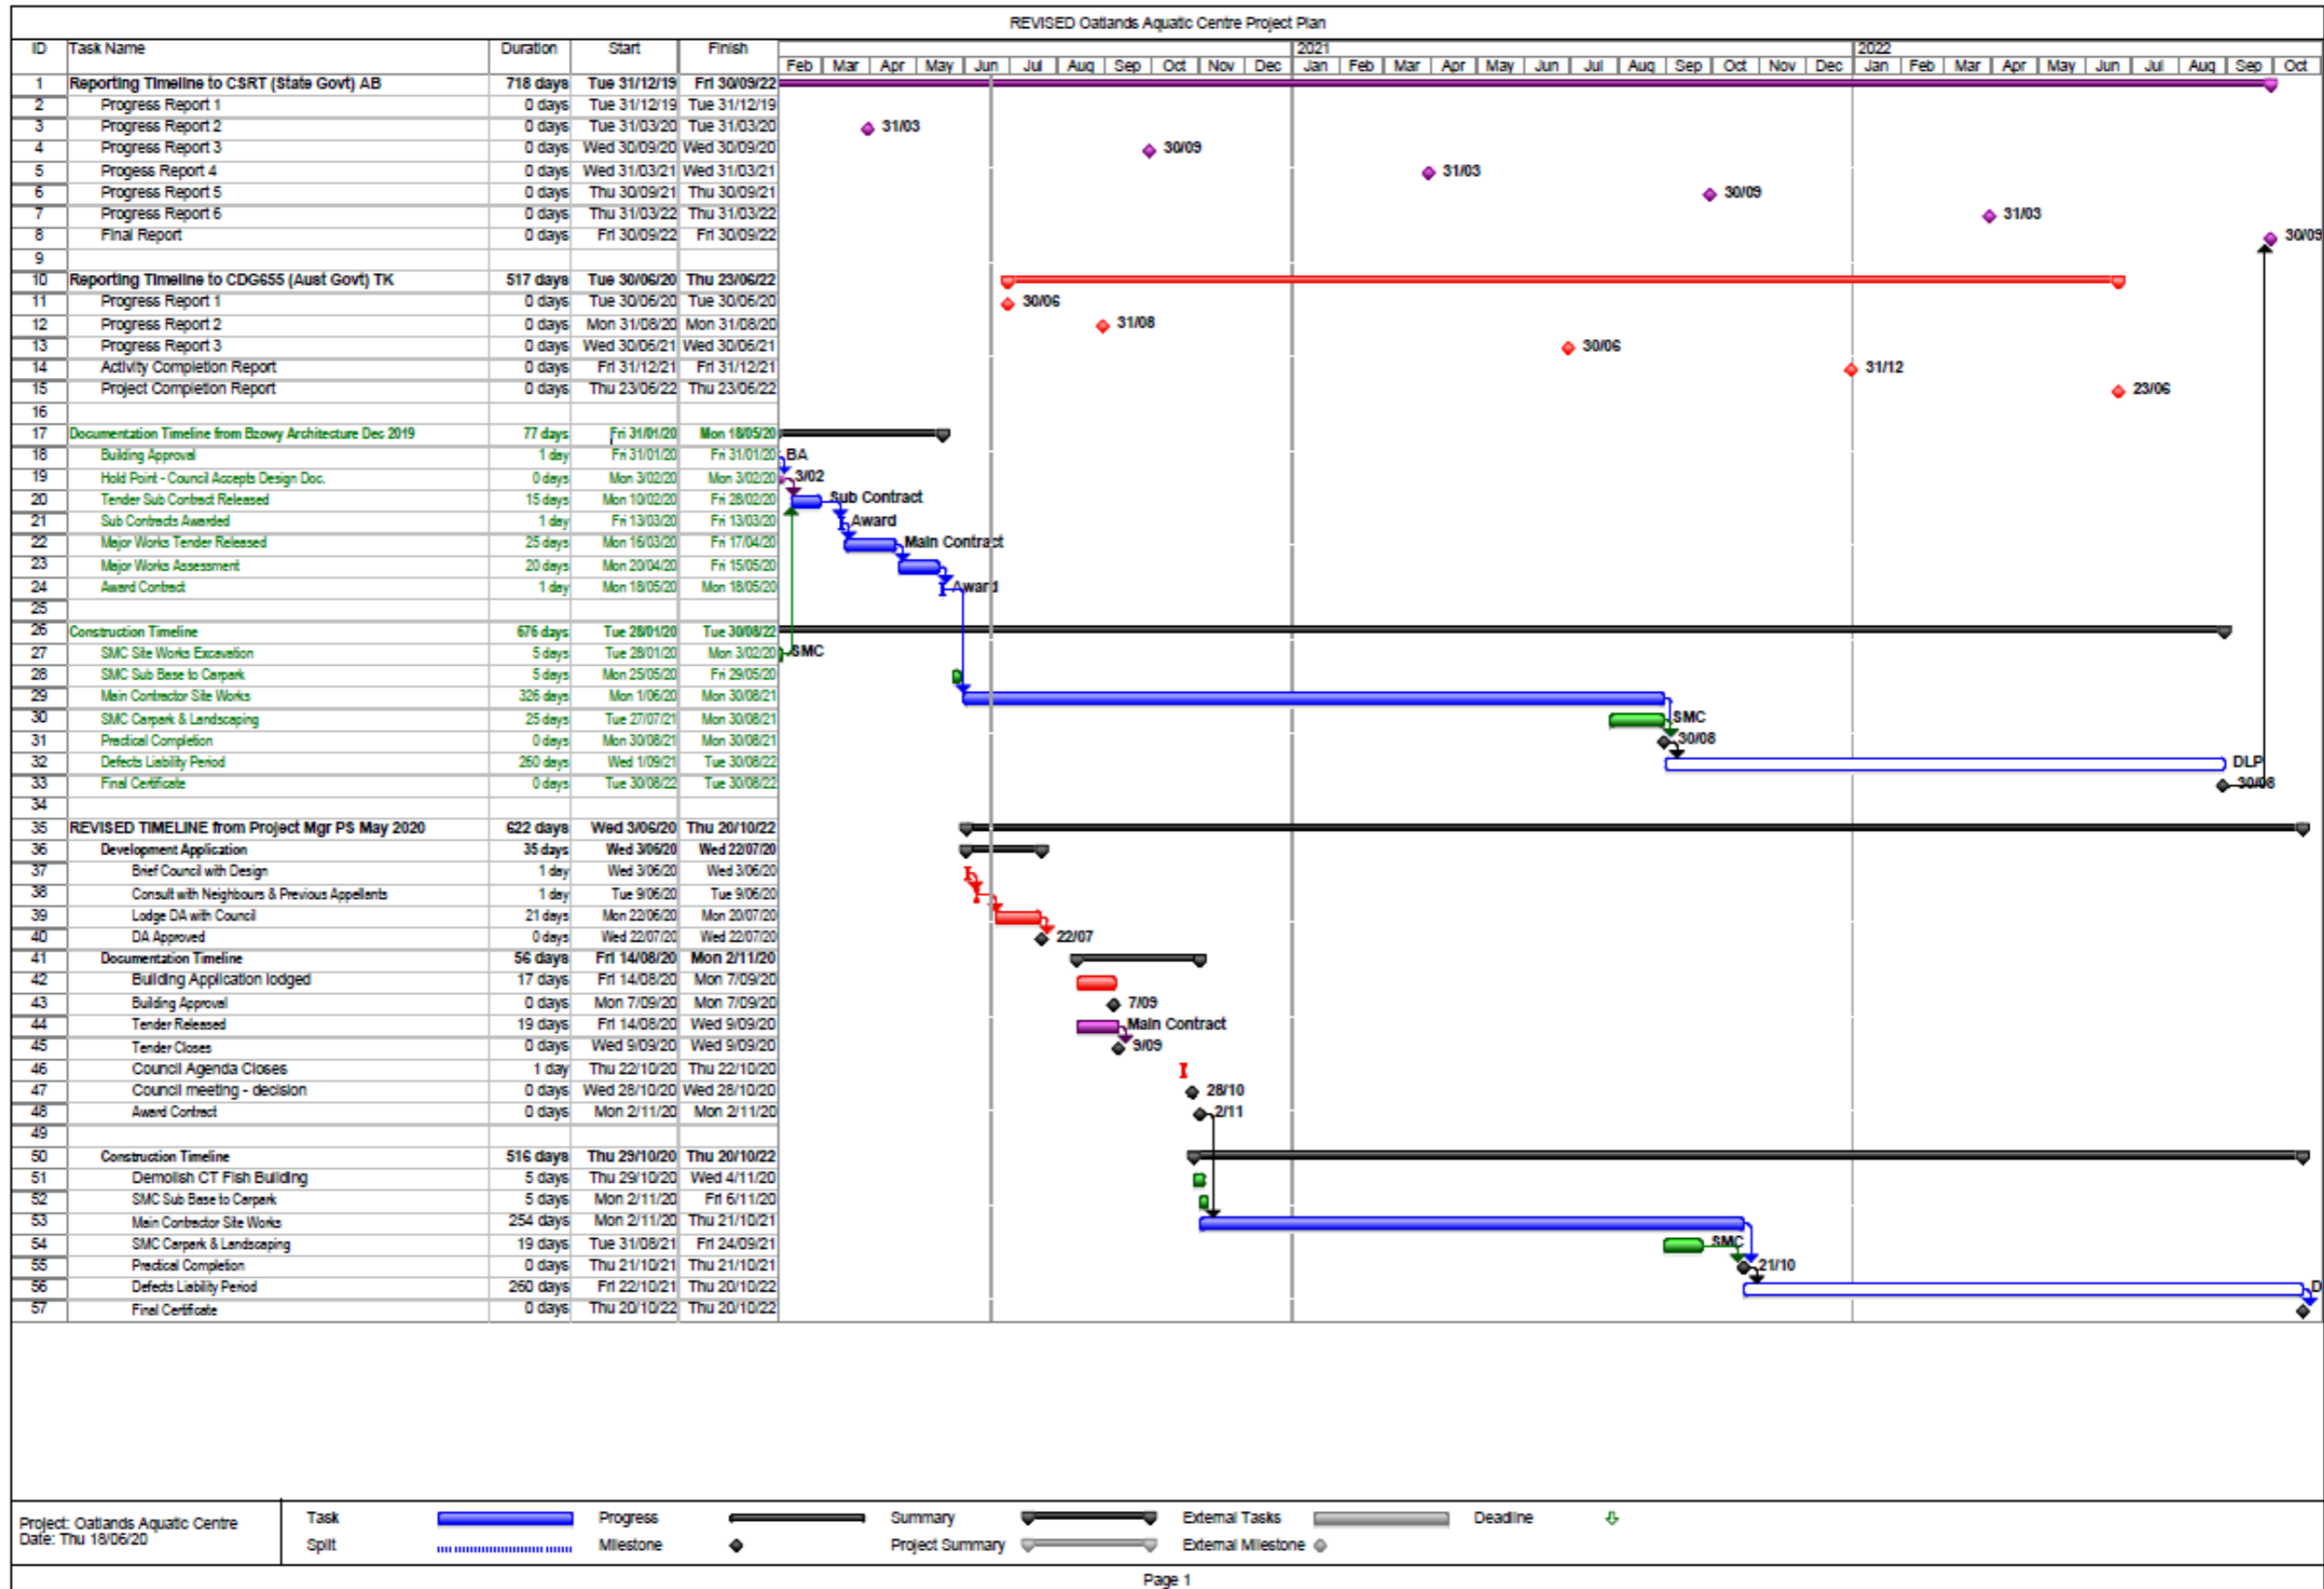 REVISED Oatlands Aquatic Centre Project Plan
ID Task Name Duration Start Finish 2021 2022
Feb Mar Apr May Jun Jul Aug Sep Oct Nov Dec Jan Feb Mar Apr May Jun Jul Aug Sep Oct Nov Dec Jan Feb Mar Apr May Jun Jul Aug Sep Oct
1 Reporting Timeline to CSRT (State Govt) AB 718 days Tue 31/12/19 Fri 30/09/22
2 Progress Report 1 0 days Tue 31/12/19 Tue 31/12/19
3 Progress Report 2 0 days Tue 31/03/20 Tue 31/03/20 31/03
4 Progress Report 3 0 days Wed 30/09/20 Wed 30/09/20 30/09
5 Progess Report 4 0 days Wed 31/03/21 Wed 31/03/21 31/03
6 Progress Report 5 0 days Thu 30/09/21 Thu 30/09/21 30/09
7 Progress Report 6 0 days Thu 31/03/22 Thu 31/03/22 31/03
8 Final Report 0 days Fri 30/09/22 Fri 30/09/22 30/09
9
10 Reporting Timeline to CDG655 (Aust Govt) TK 517 days Tue 30/06/20 Thu 23/06/22
11 Progress Report 1 0 days Tue 30/06/20 Tue 30/06/20 30/06
12 Progress Report 2 0 days Mon 31/08/20 Mon 31/08/20 31/08
13 Progress Report 3 0 days Wed 30/06/21 Wed 30/06/21 30/06
14 Activity Completion Report 0 days Fri 31/12/21 Fri 31/12/21 31/12
15 Project Completion Report 0 days Thu 23/06/22 Thu 23/06/22 23/06
16
17 Documentation Timeline from Bzowy Architecture Dec 2019 77 days Fri 31/01/20 Mon 18/05/20
18 Building Approval 1 day Fri 31/01/20 Fri 31/01/20 BA
19 Hold Point - Council Accepts Design Doc. 0 days Mon 3/02/20 Mon 3/02/20 3/02
20 Tender Sub Contract Released 15 days Mon 10/02/20 Fri 28/02/20 Sub Contract
21 Sub Contracts Awarded 1 day Fri 13/03/20 Fri 13/03/20 Award
22 Major Works Tender Released 25 days Mon 16/03/20 Fri 17/04/20 Main Contract
23 Major Works Assessment 20 days Mon 20/04/20 Fri 15/05/20
24 Award Contract 1 day Mon 18/05/20 Mon 18/05/20 Award
25
26 Construction Timeline 676 days Tue 28/01/20 Tue 30/08/22
27 SMC Site Works Excavation 5 days Tue 28/01/20 Mon 3/02/20 SMC
28 SMC Sub Base to Carpark 5 days Mon 25/05/20 Fri 29/05/20
29 Main Contractor Site Works 326 days Mon 1/06/20 Mon 30/08/21
30 SMC Carpark & Landscaping 25 days Tue 27/07/21 Mon 30/08/21 SMC
31 Practical Completion 0 days Mon 30/08/21 Mon 30/08/21 30/08
32 Defects Liability Period 260 days Wed 1/09/21 Tue 30/08/22 DLP
33 Final Certificate 0 days Tue 30/08/22 Tue 30/08/22 30/08
34
35 REVISED TIMELINE from Project Mgr PS May 2020 622 days Wed 3/06/20 Thu 20/10/22
36 Development Application 35 days Wed 3/06/20 Wed 22/07/20
37 Brief Council with Design 1 day Wed 3/06/20 Wed 3/06/20
38 Consult with Neighbours & Previous Appellants 1 day Tue 9/06/20 Tue 9/06/20
39 Lodge DA with Council 21 days Mon 22/06/20 Mon 20/07/20
40 DA Approved 0 days Wed 22/07/20 Wed 22/07/20 22/07
41 Documentation Timeline 56 days Fri 14/08/20 Mon 2/11/20
42 Building Application lodged 17 days Fri 14/08/20 Mon 7/09/20
43 Building Approval 0 days Mon 7/09/20 Mon 7/09/20 7/09
44 Tender Released 19 days Fri 14/08/20 Wed 9/09/20 Main Contract
45 Tender Closes 0 days Wed 9/09/20 Wed 9/09/20 9/09
46 Council Agenda Closes 1 day Thu 22/10/20 Thu 22/10/20
47 Council meeting - decision 0 days Wed 28/10/20 Wed 28/10/20 28/10
48 Award Contract 0 days Mon 2/11/20 Mon 2/11/20 2/11
49
50 Construction Timeline 516 days Thu 29/10/20 Thu 20/10/22
51 Demolish CT Fish Building 5 days Thu 29/10/20 Wed 4/11/20
52 SMC Sub Base to Carpark 5 days Mon 2/11/20 Fri 6/11/20
53 Main Contractor Site Works 254 days Mon 2/11/20 Thu 21/10/21
54 SMC Carpark & Landscaping 19 days Tue 31/08/21 Fri 24/09/21 SMC
55 Practical Completion 0 days Thu 21/10/21 Thu 21/10/21 21/10
56 Defects Liability Period 260 days Fri 22/10/21 Thu 20/10/22 D
57 Final Certificate 0 days Thu 20/10/22 Thu 20/10/22
Project: Oatlands Aquatic Centre
Date: Thu 18/06/20
Task Progress Summary External Tasks Deadline
Split Milestone Project Summary External Milestone
Page 1